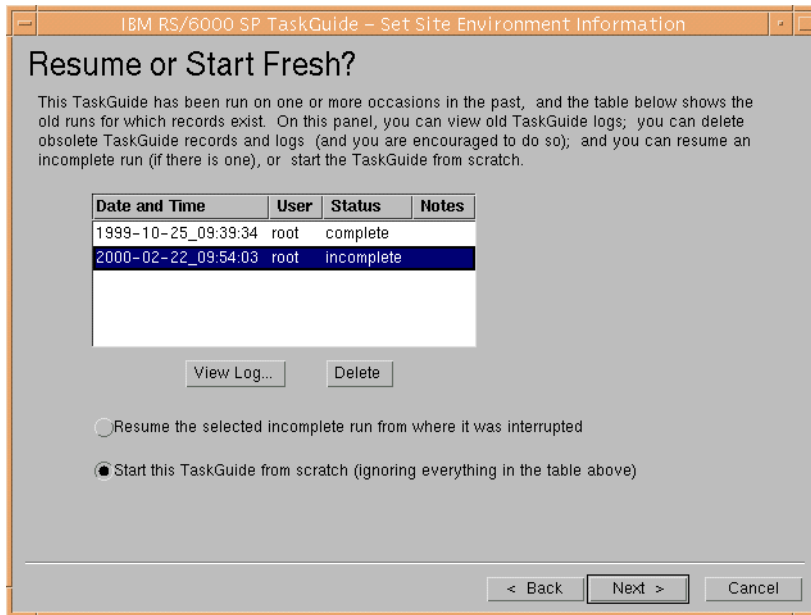 IBM RS/6000 SP TaskGuide – Set Site Environment Information
Resume or Start Fresh?
This TaskGuide has been run on one or more occasions in the past, and the table below shows the
old runs for which records exist. On this panel, you can view old TaskGuide logs; you can delete
obsolete TaskGuide records and logs (and you are encouraged to do so); and you can resume an
incomplete run (if there is one), or start the TaskGuide from scratch.
Date and Time User Status Notes
1999-10-25_09:39:34 root complete
2000-02-22_09:54:03 root incomplete
View Log... Delete
Resume the selected incomplete run from where it was interrupted
Start this TaskGuide from scratch (ignoring everything in the table above)
< Back Next > Cancel